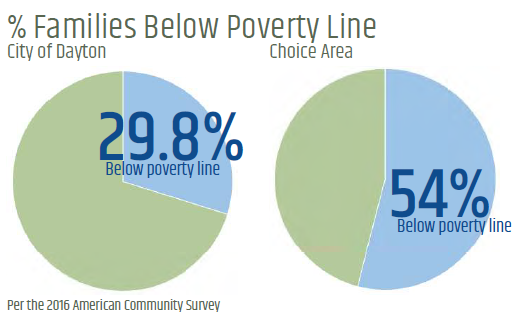 % Families Below Poverty Line
City of Dayton
Choice Area
29.8%
Below poverty line
54%
Below poverty line
Per the 2016 American Community Survey